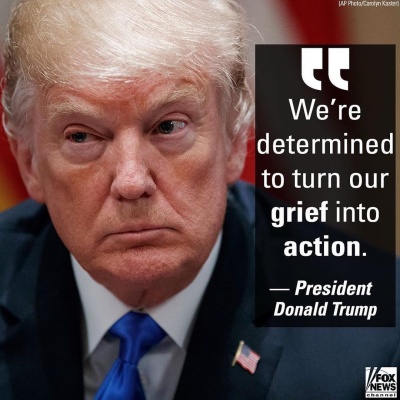 (AP Photo/Carolyn Kaster)
We're
determined
to turn our
grief into
action.
— President
Donald Trump
FOX
NEWS
channel